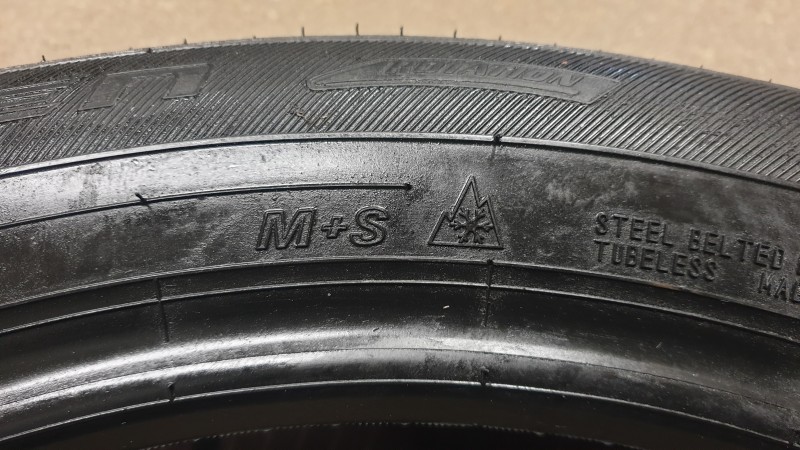 ROTATION
M+S
STEEL BELTED
TUBELESS